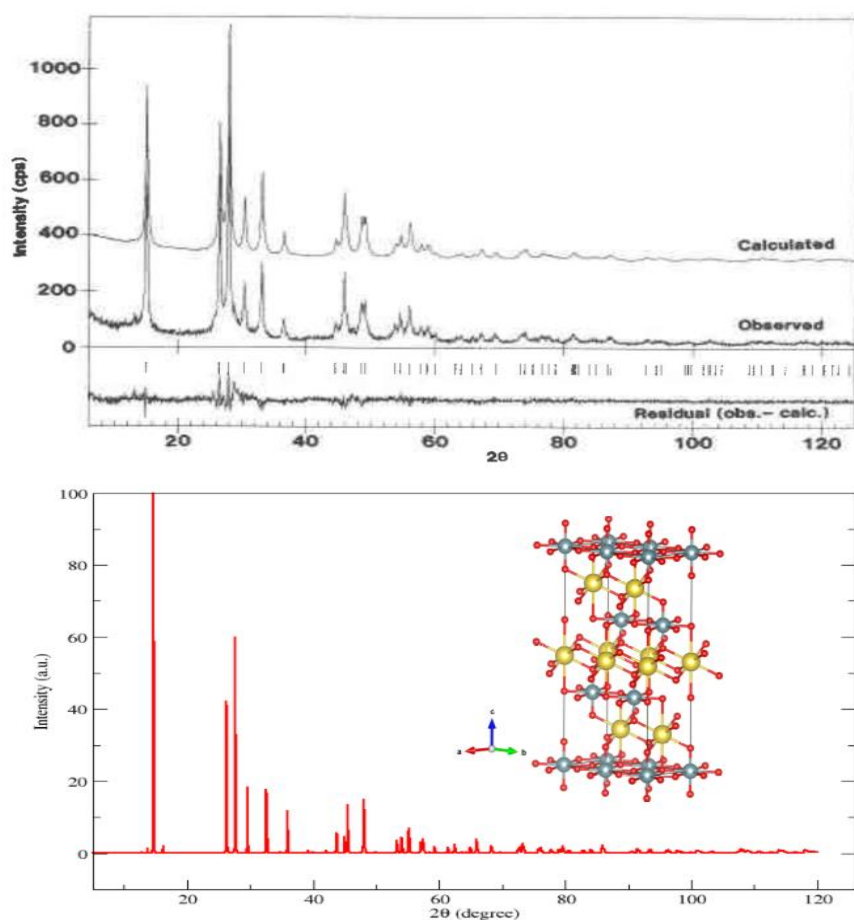 1000
800
600
400
200
0
Intensity (cps)
Calculated
Observed
Residual (obs.- calc.)
20 40 60 80 100 120
2θ
100
80
60
40
20
0
Intensity (a.u.)
c
a b
20 40 60 80 100 120
2θ (degree)